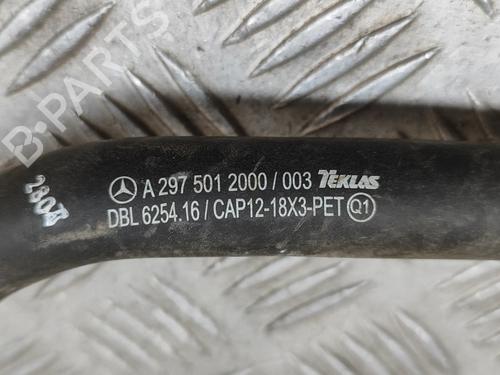 B-Parts
A 297 501 2000 / 003 TEKLAS
DBL 6254.16 / CAP12-18X3-PET Q1